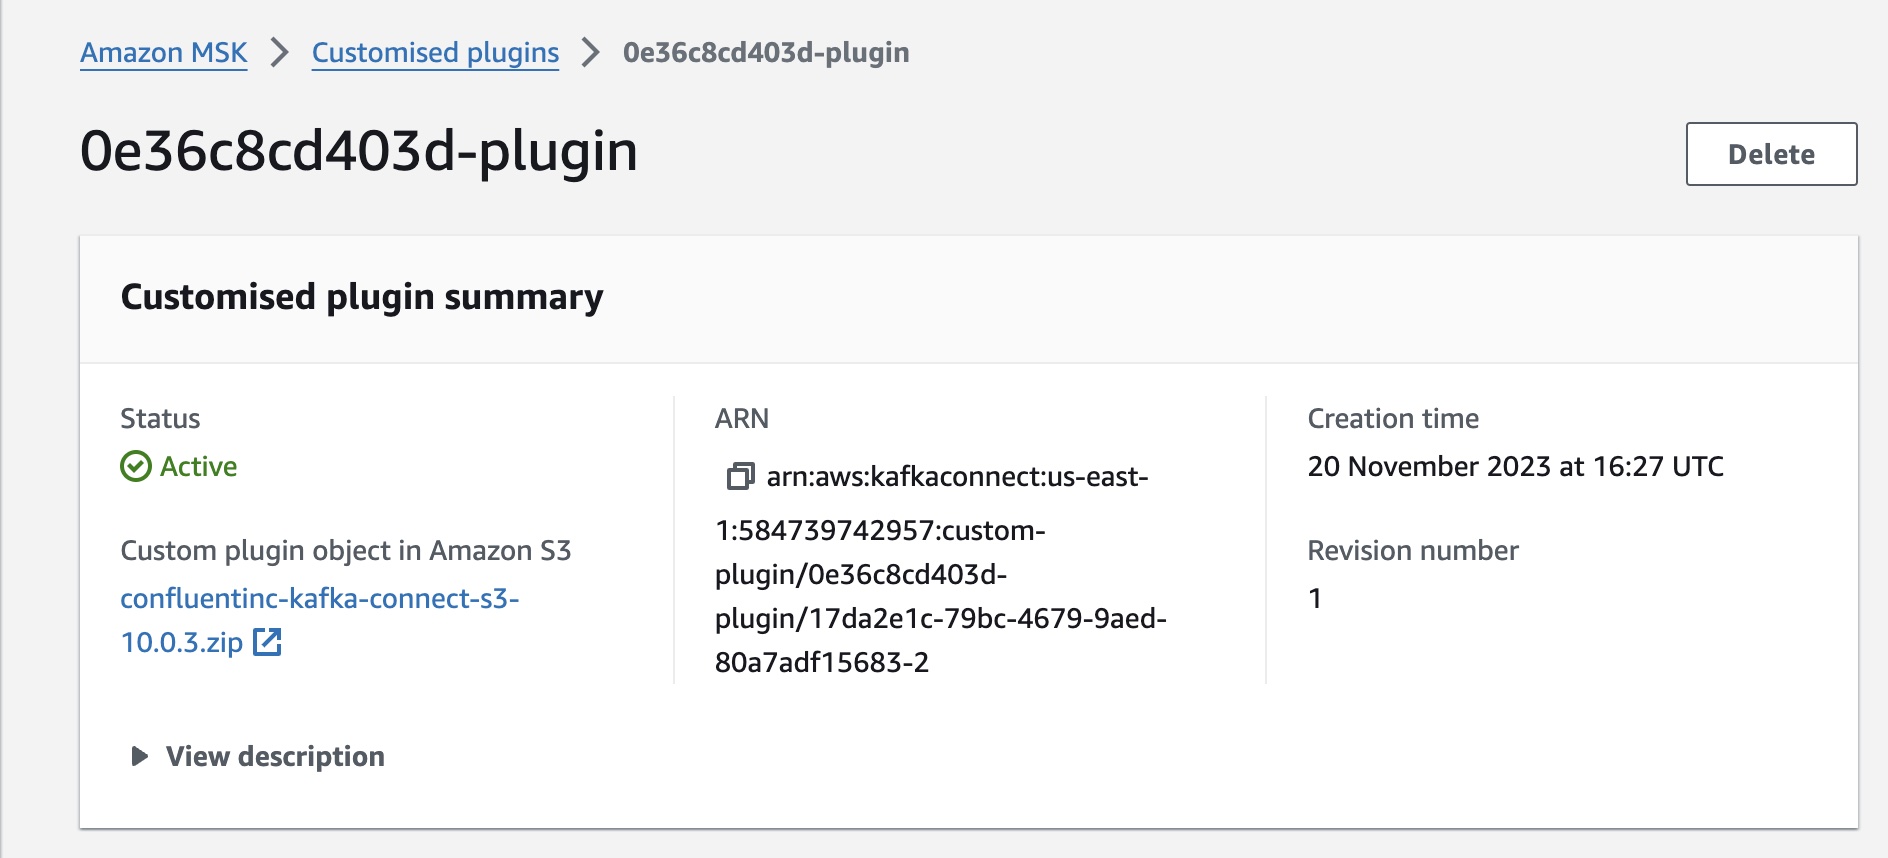 Amazon MSK > Customised plugins > 0e36c8cd403d-plugin
0e36c8cd403d-plugin
Delete
Customised plugin summary
Status
Active
Custom plugin object in Amazon S3
confluentinc-kafka-connect-s3-
10.0.3.zip
ARN
arn:aws:kafkaconnect:us-east-
1:584739742957:custom-
plugin/0e36c8cd403d-
plugin/17da2e1c-79bc-4679-9aed-
80a7adf15683-2
Creation time
20 November 2023 at 16:27 UTC
Revision number
1
View description